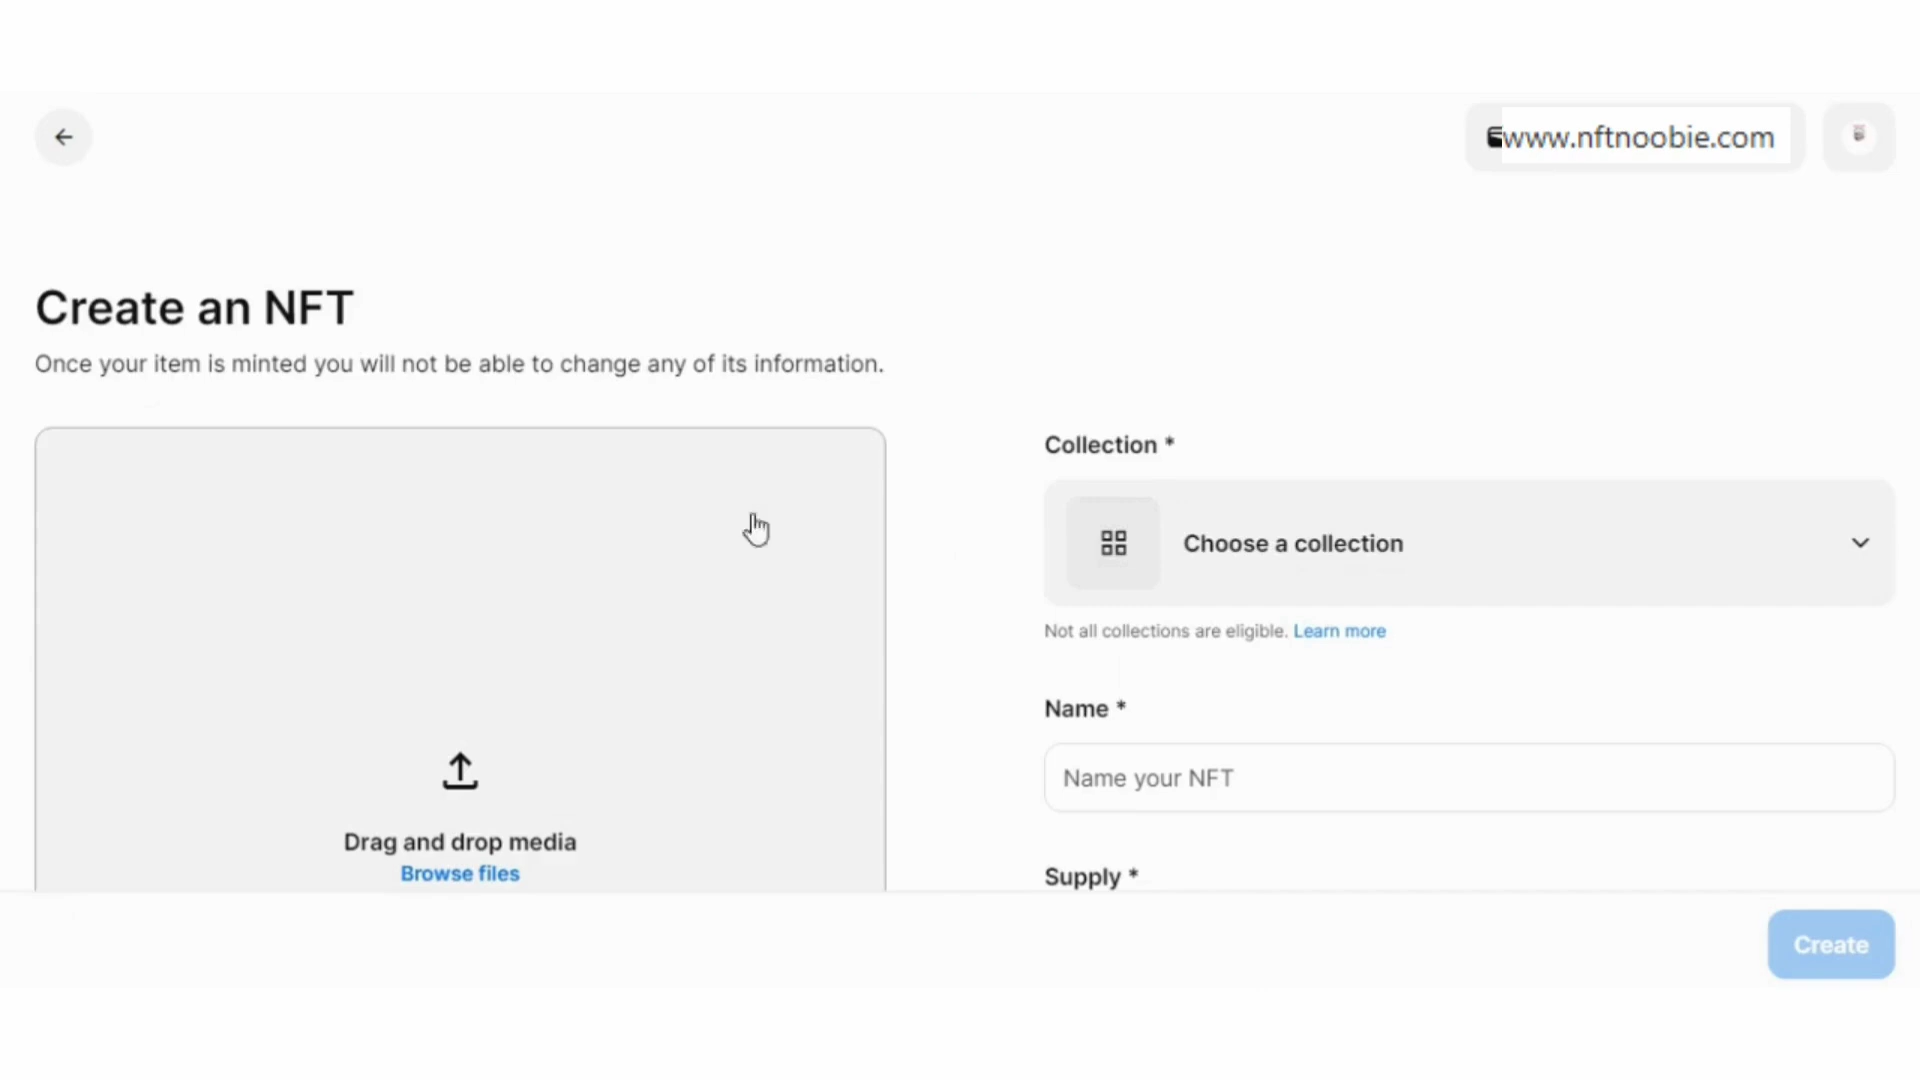 www.nftnoobie.com
Create an NFT
Once your item is minted you will not be able to change any of its information.
Drag and drop media
Browse files
Collection *
Choose a collection
Not all collections are eligible. Learn more
Name *
Name your NFT
Supply *
Create